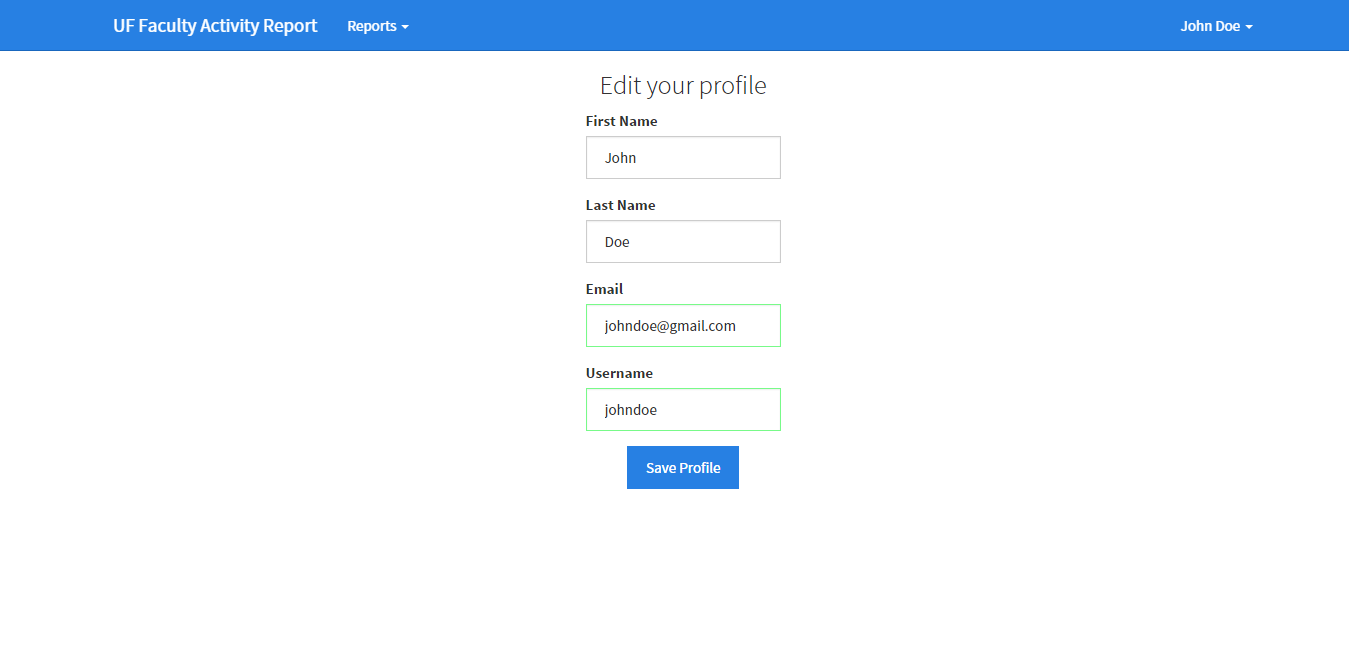 UF Faculty Activity Report Reports John Doe
Edit your profile
First Name
John
Last Name
Doe
Email
johndoe@gmail.com
Username
johndoe
Save Profile